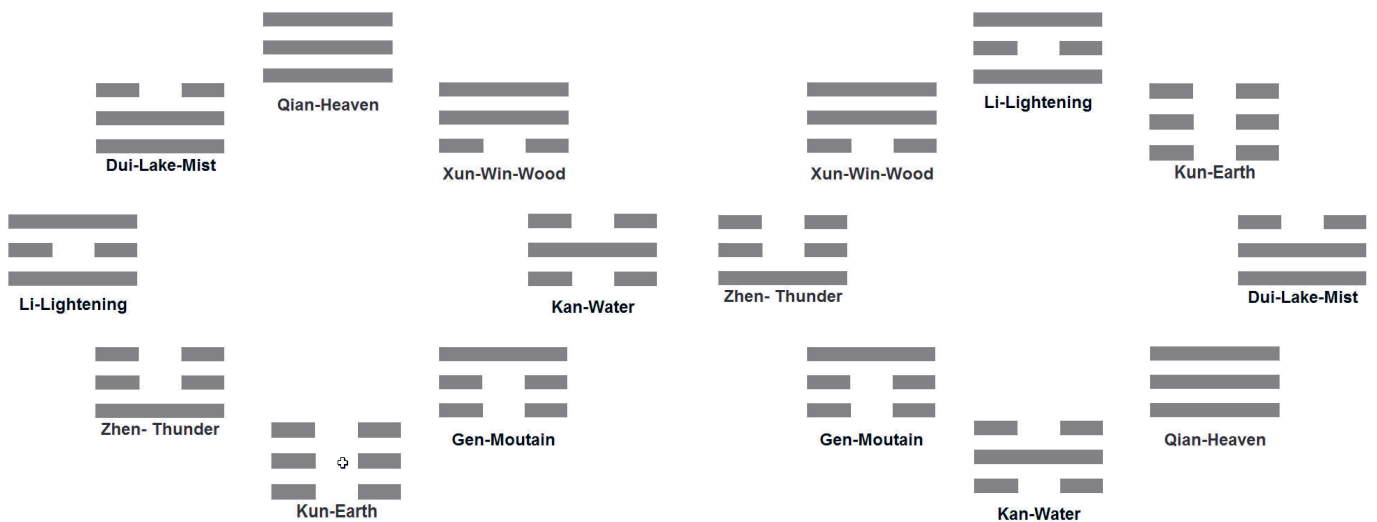 Qian-Heaven
Dui-Lake-Mist
Xun-Win-Wood
Li-Lightening
Kan-Water
Zhen- Thunder
Gen-Moutain
Kun-Earth
Li-Lightening
Xun-Win-Wood
Kun-Earth
Zhen- Thunder
Dui-Lake-Mist
Gen-Moutain
Qian-Heaven
Kan-Water